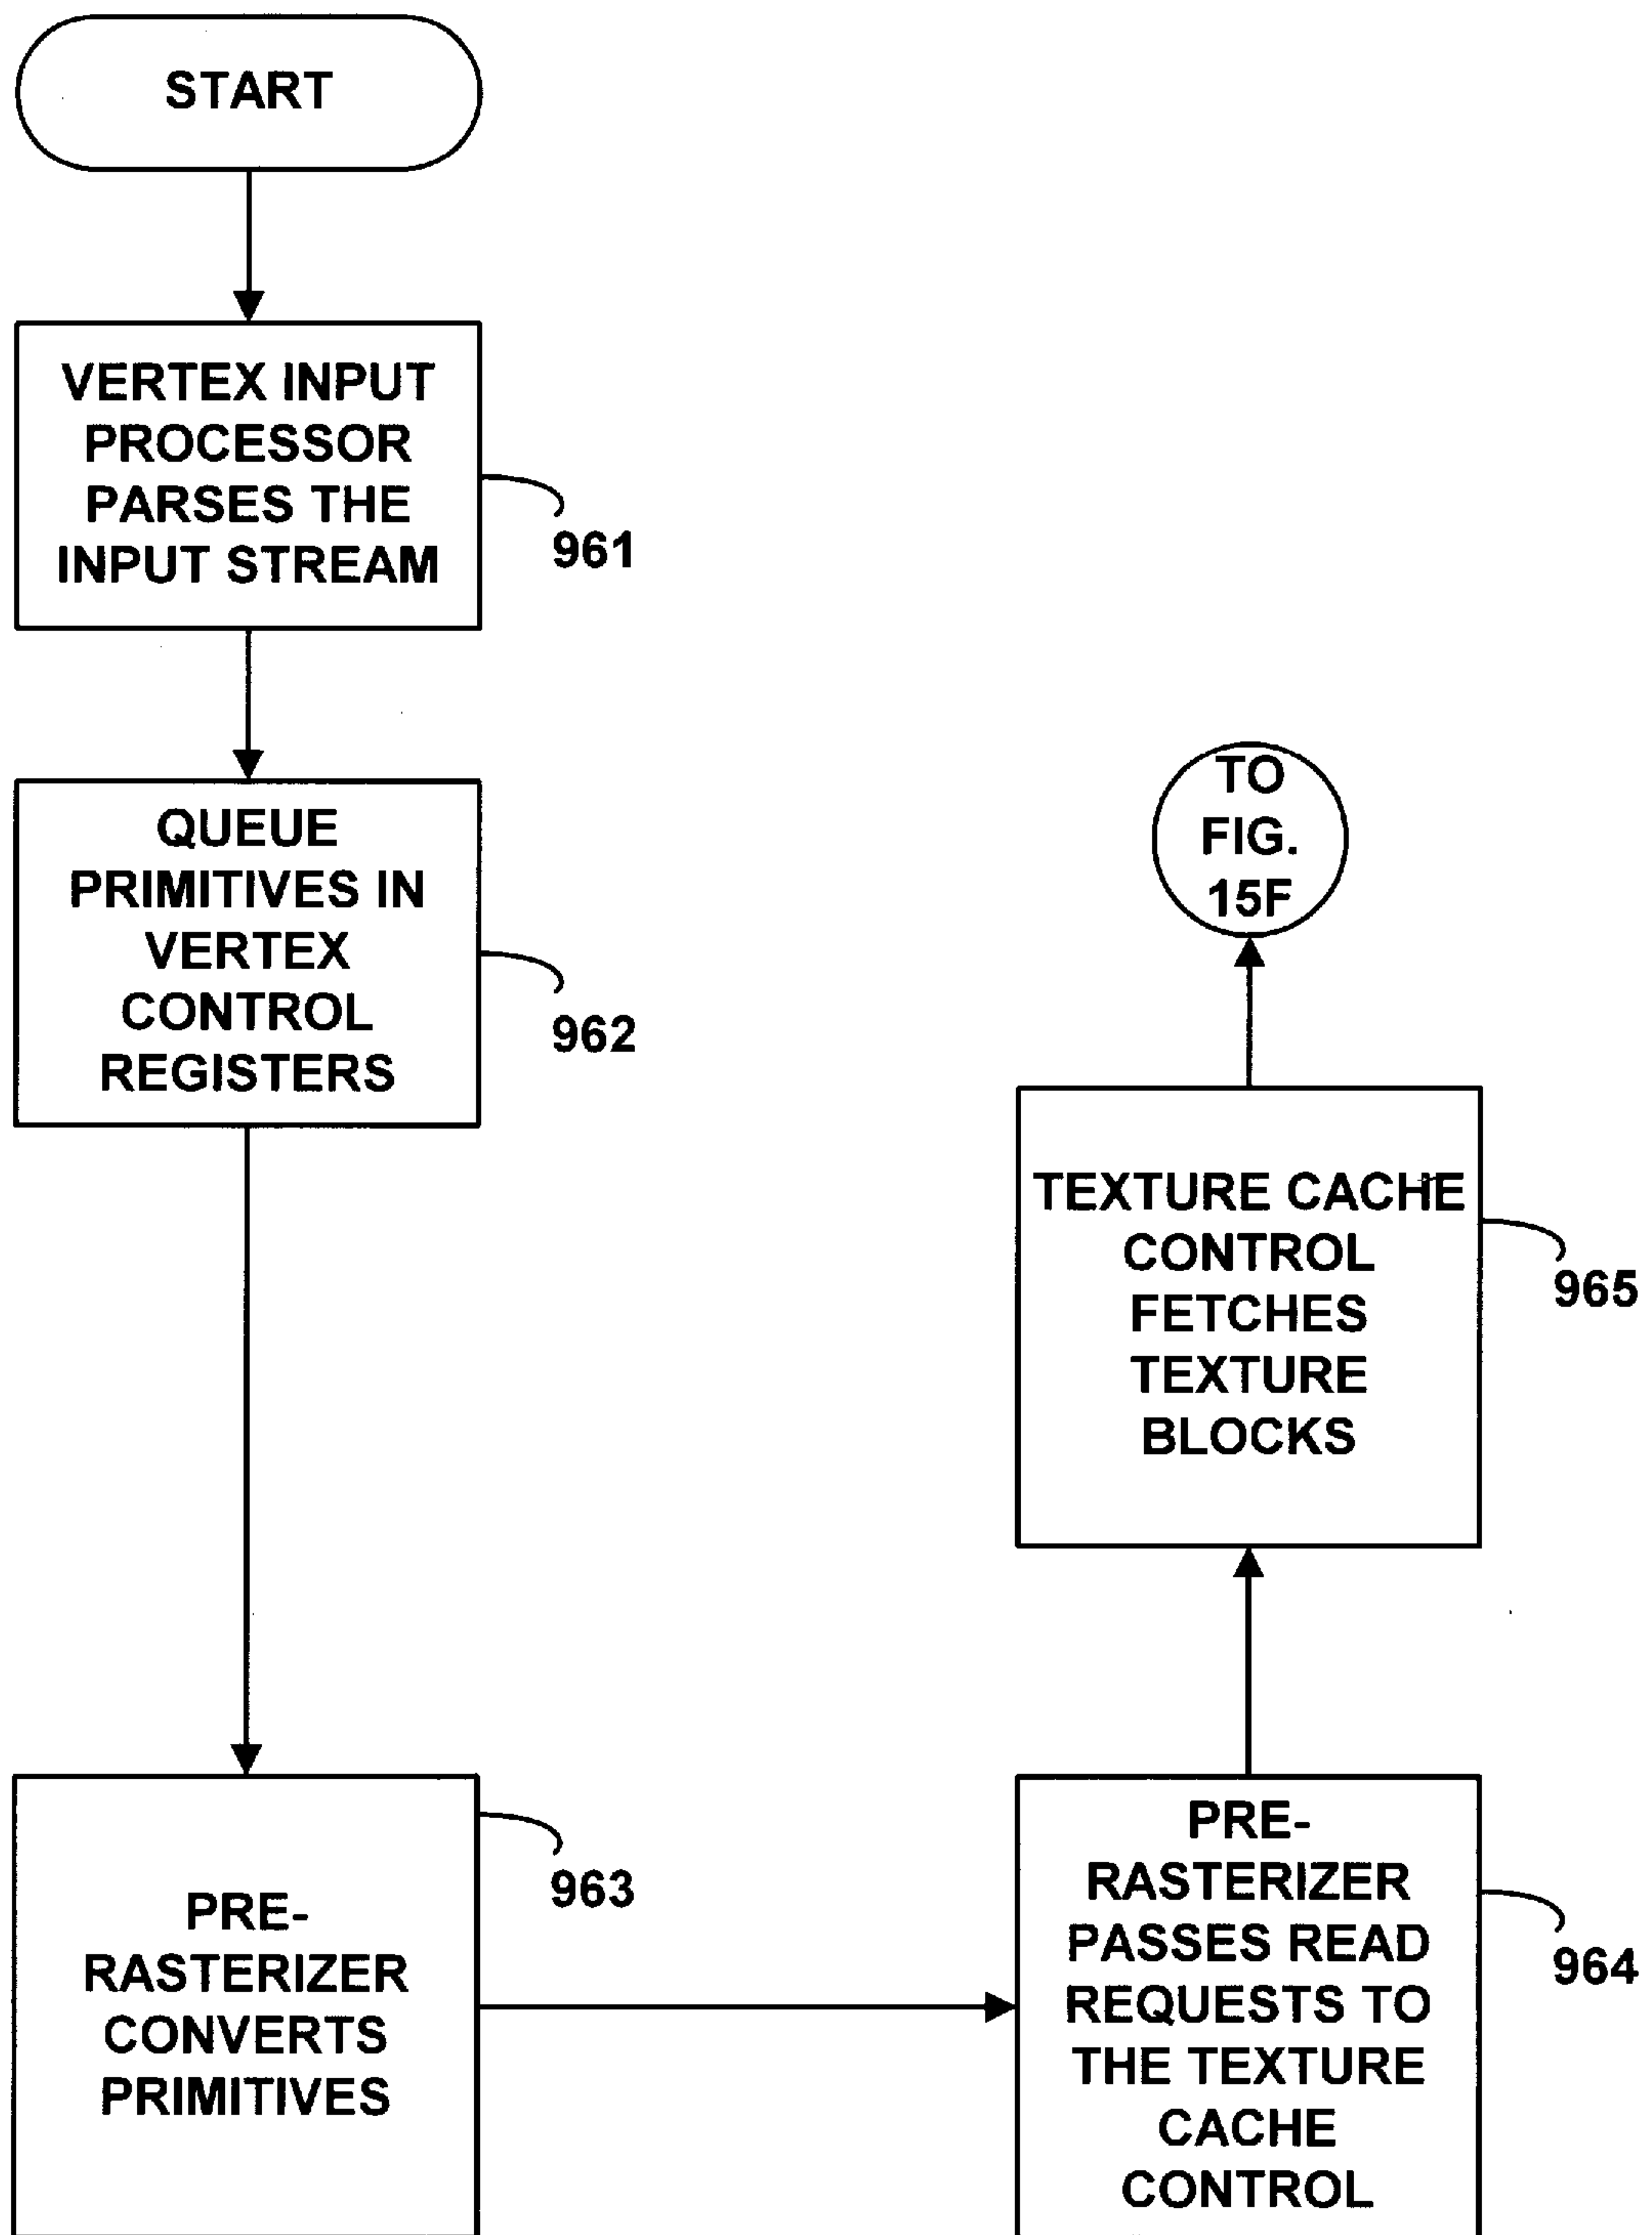 START
VERTEX INPUT
PROCESSOR
PARSES THE
INPUT STREAM
961
QUEUE
PRIMITIVES IN
VERTEX
CONTROL
REGISTERS
962
PRE-
RASTERIZER
CONVERTS
PRIMITIVES
963
PRE-
RASTERIZER
PASSES READ
REQUESTS TO
THE TEXTURE
CACHE
CONTROL
964
TEXTURE CACHE
CONTROL
FETCHES
TEXTURE
BLOCKS
965
TO
FIG.
15F